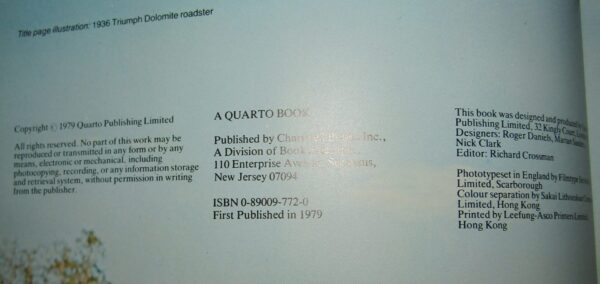 Title page illustration: 1936 Triumph Dolomite roadster
Copyright © 1979 Quarto Publishing Limited
All rights reserved. No part of this work may be
reproduced or transmitted in any form or by any
means, electronic or mechanical, including
photocopying, recording, or any information storage
and retrieval system, without permission in writing
from the publisher.
A QUARTO BOOK
Published by Inc.,
A Division of
110 Enterprise
New Jersey 07094
ISBN 0-89009-772-0
First Published in 1979
This book was designed and produced by
Publishing Limited, 32 Kingly Court,
Designers: Roger Daniels,
Nick Clark
Editor: Richard Crossman
Phototypeset in England by Filmtype
Limited, Scarborough
Colour separation by Sakai
Limited, Hong Kong
Printed by Leefung-Asco Printers
Hong Kong